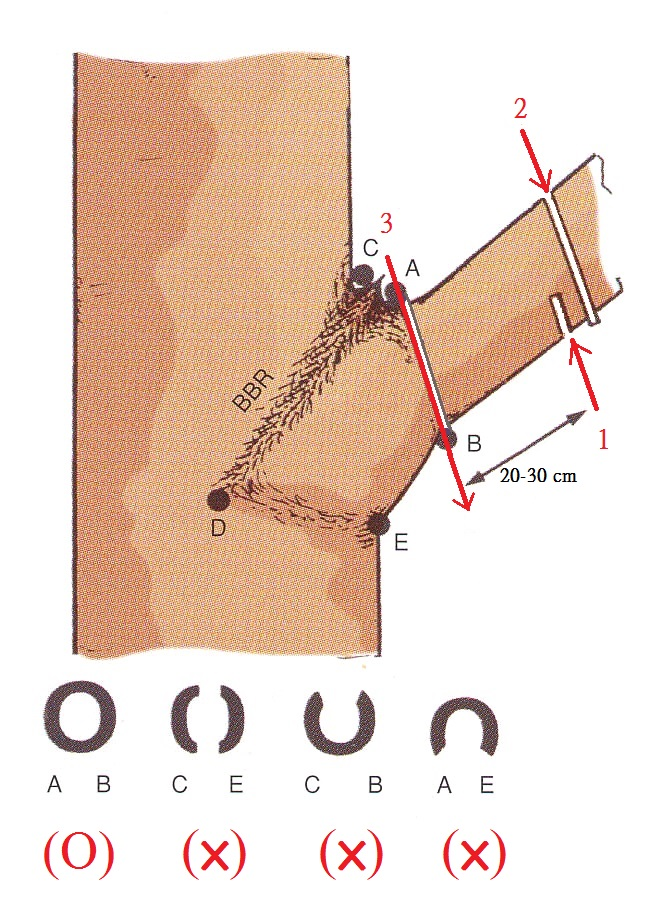 2
3
C
A
BBR
B
1
20-30 cm
D
E
A B C E C B A E
(O) (x) (x) (x)